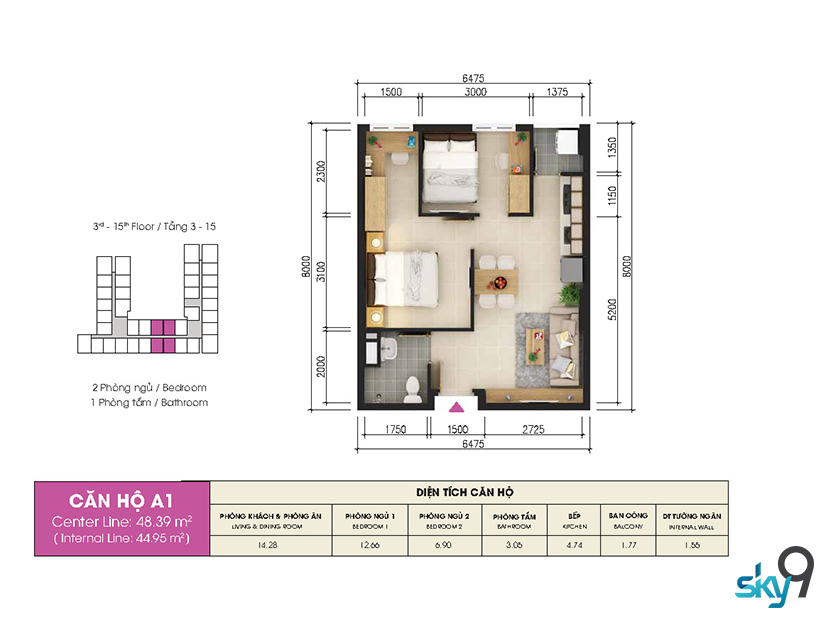 6475
1500 3000 1375
2300
3100
2000
8000
1350
1150
5200
8000
1750 1500 2725
6475
3rd - 15th Floor / Tầng 3 - 15
2 Phòng ngủ / Bedroom
1 Phòng tắm / Bathroom
CĂN HỘ A1
Center Line: 48.39 m²
( Internal Line: 44.95 m² )
DIỆN TÍCH CĂN HỘ
PHÒNG KHÁCH & PHÒNG ĂN PHÒNG NGỦ 1 PHÒNG NGỦ 2 PHÒNG TẮM BẾP BAN CÔNG DT TƯỜNG NGĂN
LIVING & DINING ROOM BEDROOM 1 BEDROOM 2 BATHROOM KITCHEN BALCONY INTERNAL WALL
14.28 12.66 6.90 3.05 4.74 1.77 1.55
sky9